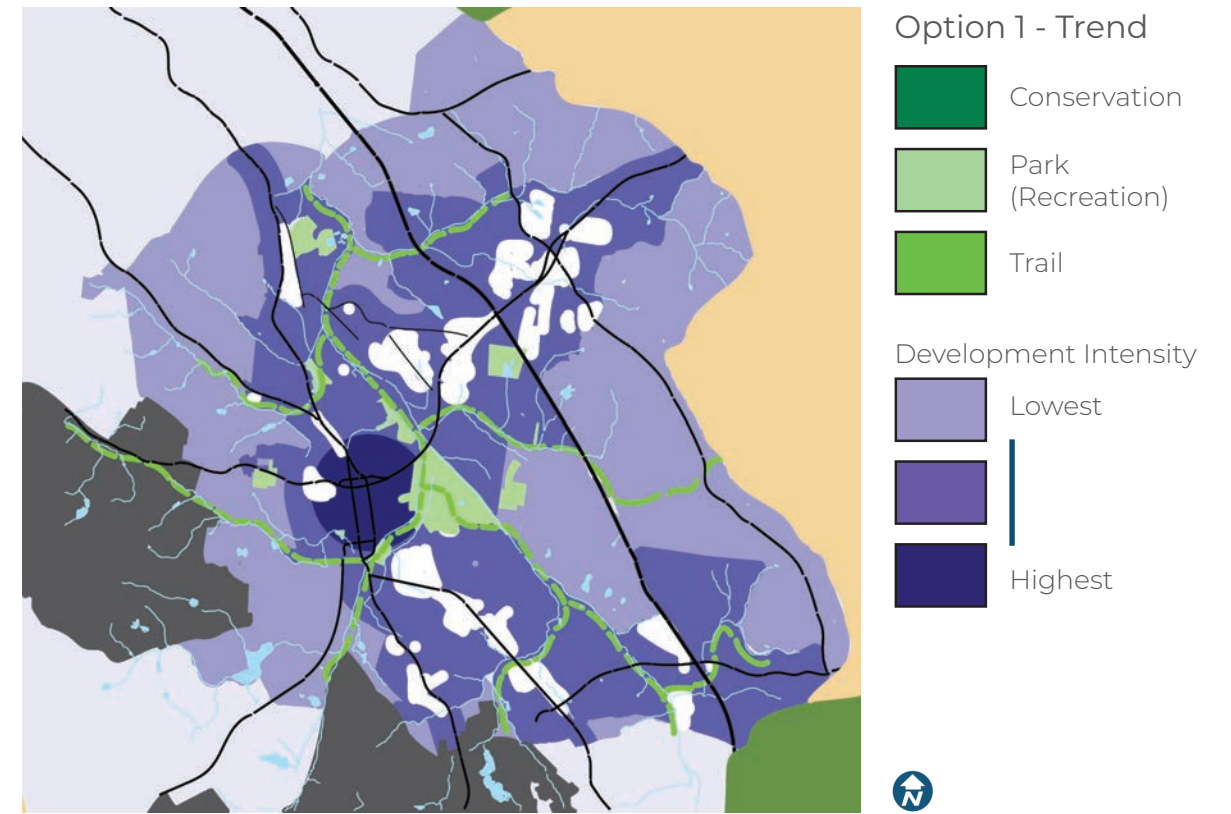 Option 1 - Trend
Conservation
Park
(Recreation)
Trail
Development Intensity
Lowest
Highest
N